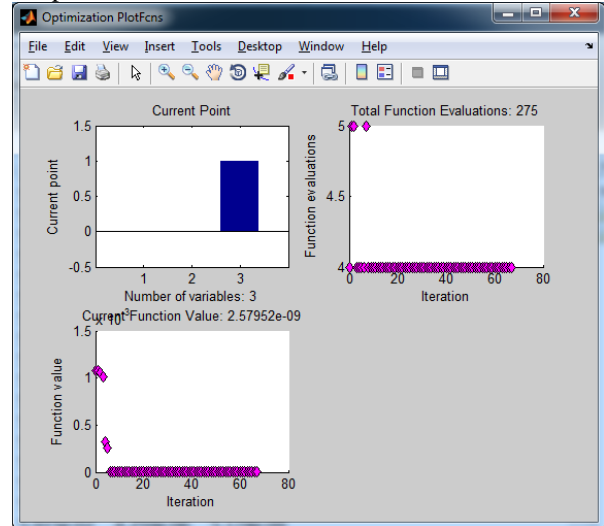 Optimization PlotFcns
File Edit View Insert Tools Desktop Window Help
Current Point
1.5
1
0.5
0
-0.5
Current point
1 2 3
Number of variables: 3
Total Function Evaluations: 275
5
4.5
4
Function evaluations
0 20 40 60 80
Iteration
Current Function Value: 2.57952e-09
x 10^3
1.5
1
0.5
0
Function value
0 20 40 60 80
Iteration